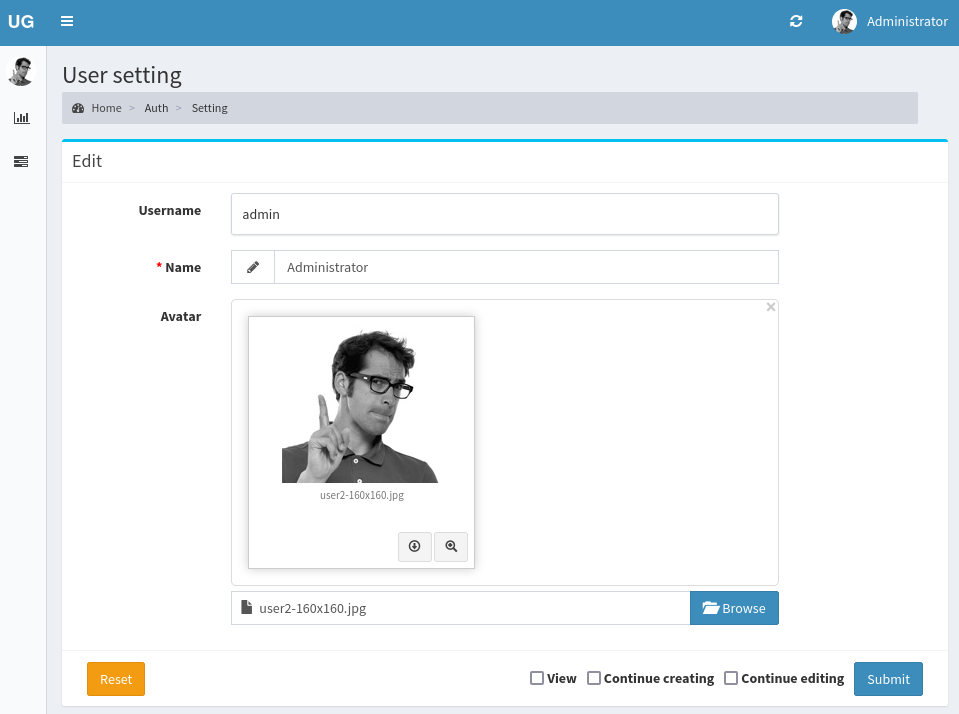 UG
Administrator
User setting
Home > Auth > Setting
Edit
Username
admin
* Name
Administrator
Avatar
×
user2-160x160.jpg
user2-160x160.jpg
Browse
Reset
View
Continue creating
Continue editing
Submit